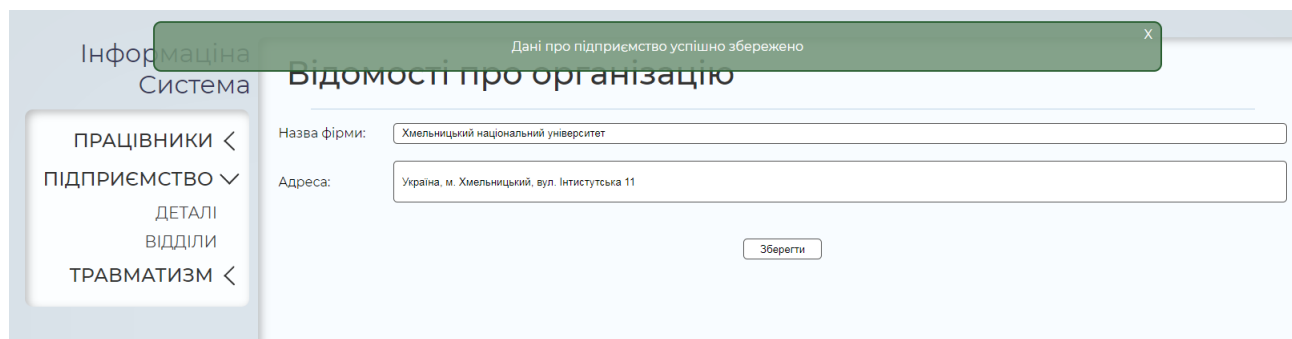 Дані про підприємство успішно збережено
X
Інформаціна
Система
Відомості про організацію
ПРАЦІВНИКИ
ПІДПРИЄМСТВО
ДЕТАЛІ
ВІДДІЛИ
ТРАВМАТИЗМ
Назва фірми:
Хмельницький національний університет
Адреса:
Україна, м. Хмельницький, вул. Інтистутська 11
Зберегти